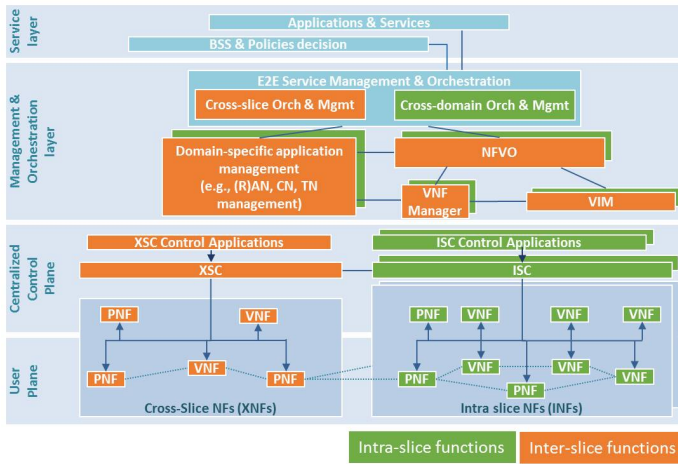 Service
layer
Applications & Services
BSS & Policies decision
Management &
Orchestration
layer
E2E Service Management & Orchestration
Cross-slice Orch & Mgmt
Cross-domain Orch & Mgmt
Domain-specific application
management
(e.g., (R)AN, CN, TN
management)
NFVO
VNF
Manager
VIM
Centralized
Control
Plane
XSC Control Applications
ISC Control Applications
XSC
ISC
PNF
VNF
PNF
VNF
VNF
VNF
User
Plane
PNF
VNF
PNF
PNF
VNF
PNF
VNF
VNF
Cross-Slice NFs (XNFs)
Intra slice NFs (INFs)
Intra-slice functions
Inter-slice functions